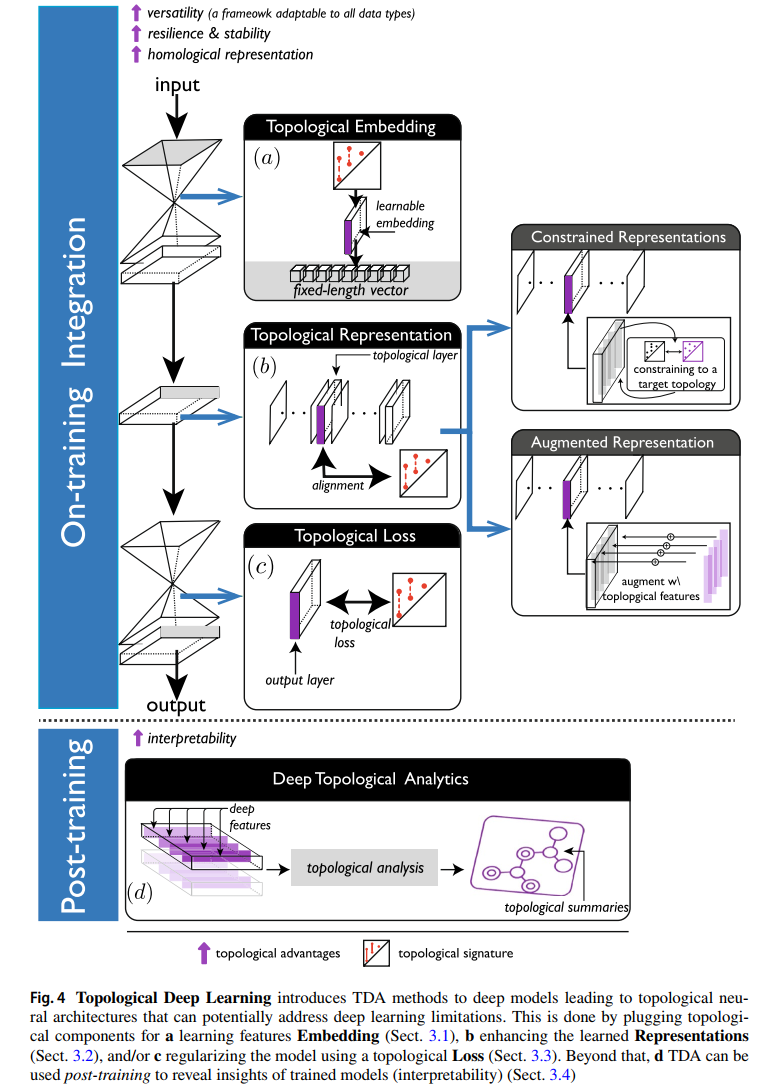 versatility (a frameowk adaptable to all data types)
resilience & stability
homological representation
On-training Integration
input
Topological Embedding
(a)
learnable
embedding
fixed-length vector
Topological Representation
(b)
topological layer
alignment
Topological Loss
(c)
topological
loss
output layer
output
Constrained Representations
constraining to a
target topology
Augmented Representation
augment w\
toplopgical features
Post-training
interpretability
Deep Topological Analytics
deep
features
(d)
topological analysis
topological summaries
topological advantages
topological signature
Fig. 4 Topological Deep Learning introduces TDA methods to deep models leading to topological neu-
ral architectures that can potentially address deep learning limitations. This is done by plugging topologi-
cal components for a learning features Embedding (Sect. 3.1), b enhancing the learned Representations
(Sect. 3.2), and/or c regularizing the model using a topological Loss (Sect. 3.3). Beyond that, d TDA can be
used post-training to reveal insights of trained models (interpretability) (Sect. 3.4)